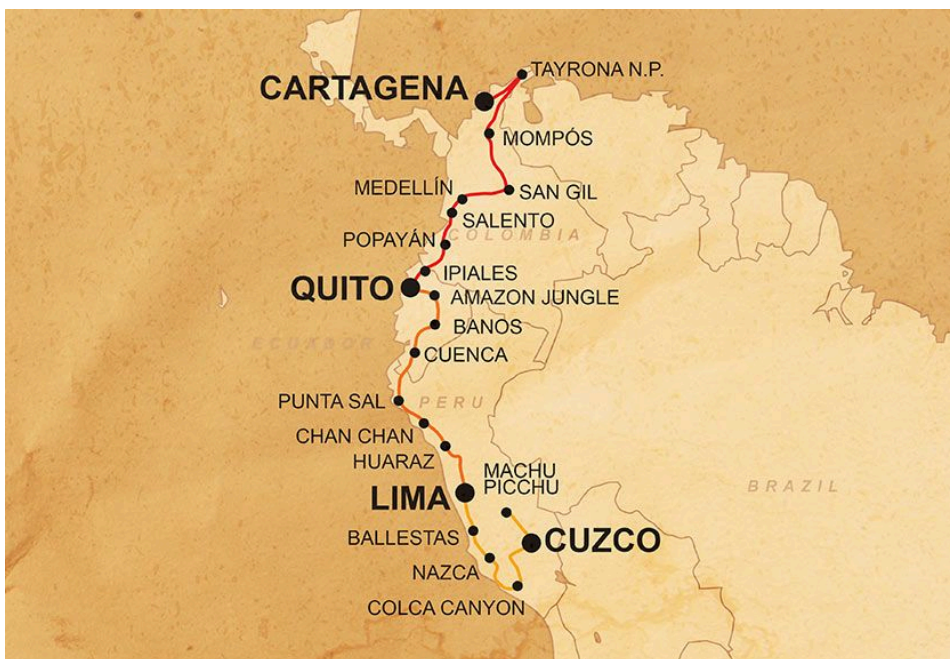 TAYRONA N.P.
CARTAGENA
MOMPÓS
MEDELLÍN
SAN GIL
SALENTO
POPAYÁN
COLOMBIA
IPIALES
QUITO
AMAZON JUNGLE
BANOS
ECUADOR
CUENCA
PUNTA SAL
PERU
CHAN CHAN
HUARAZ
MACHU
PICCHU
LIMA
BRAZIL
BALLESTAS
CUZCO
NAZCA
COLCA CANYON